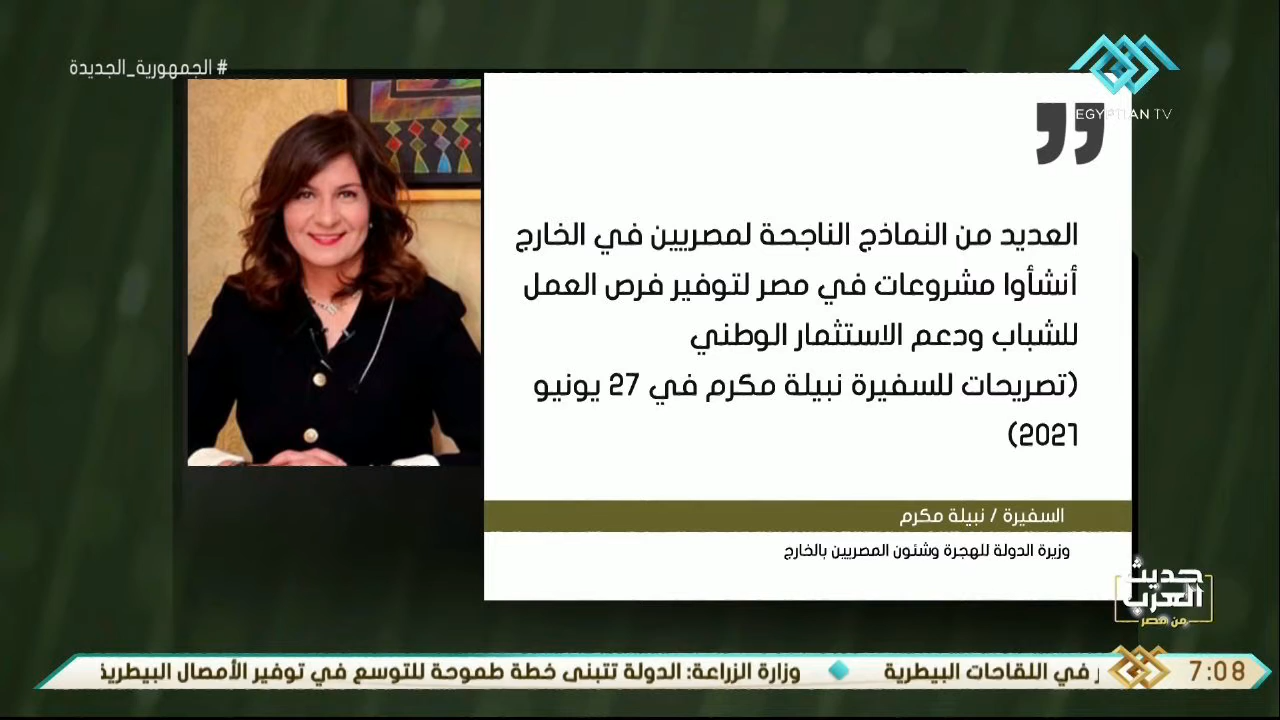 # الجمهورية_الجديدة
EGYPTIAN TV
العديد من النماذج الناجحة لمصريين في الخارج
أنشأوا مشروعات في مصر لتوفير فرص العمل
للشباب ودعم الاستثمار الوطني
(تصريحات للسفيرة نبيلة مكرم في 27 يونيو
2021)
السفيرة / نبيلة مكرم
وزيرة الدولة للهجرة وشئون المصريين بالخارج
حديث
العرب
من مصر
7:08 في اللقاحات البيطرية وزارة الزراعة: الدولة تتبنى خطة طموحة للتوسع في توفير الأمصال